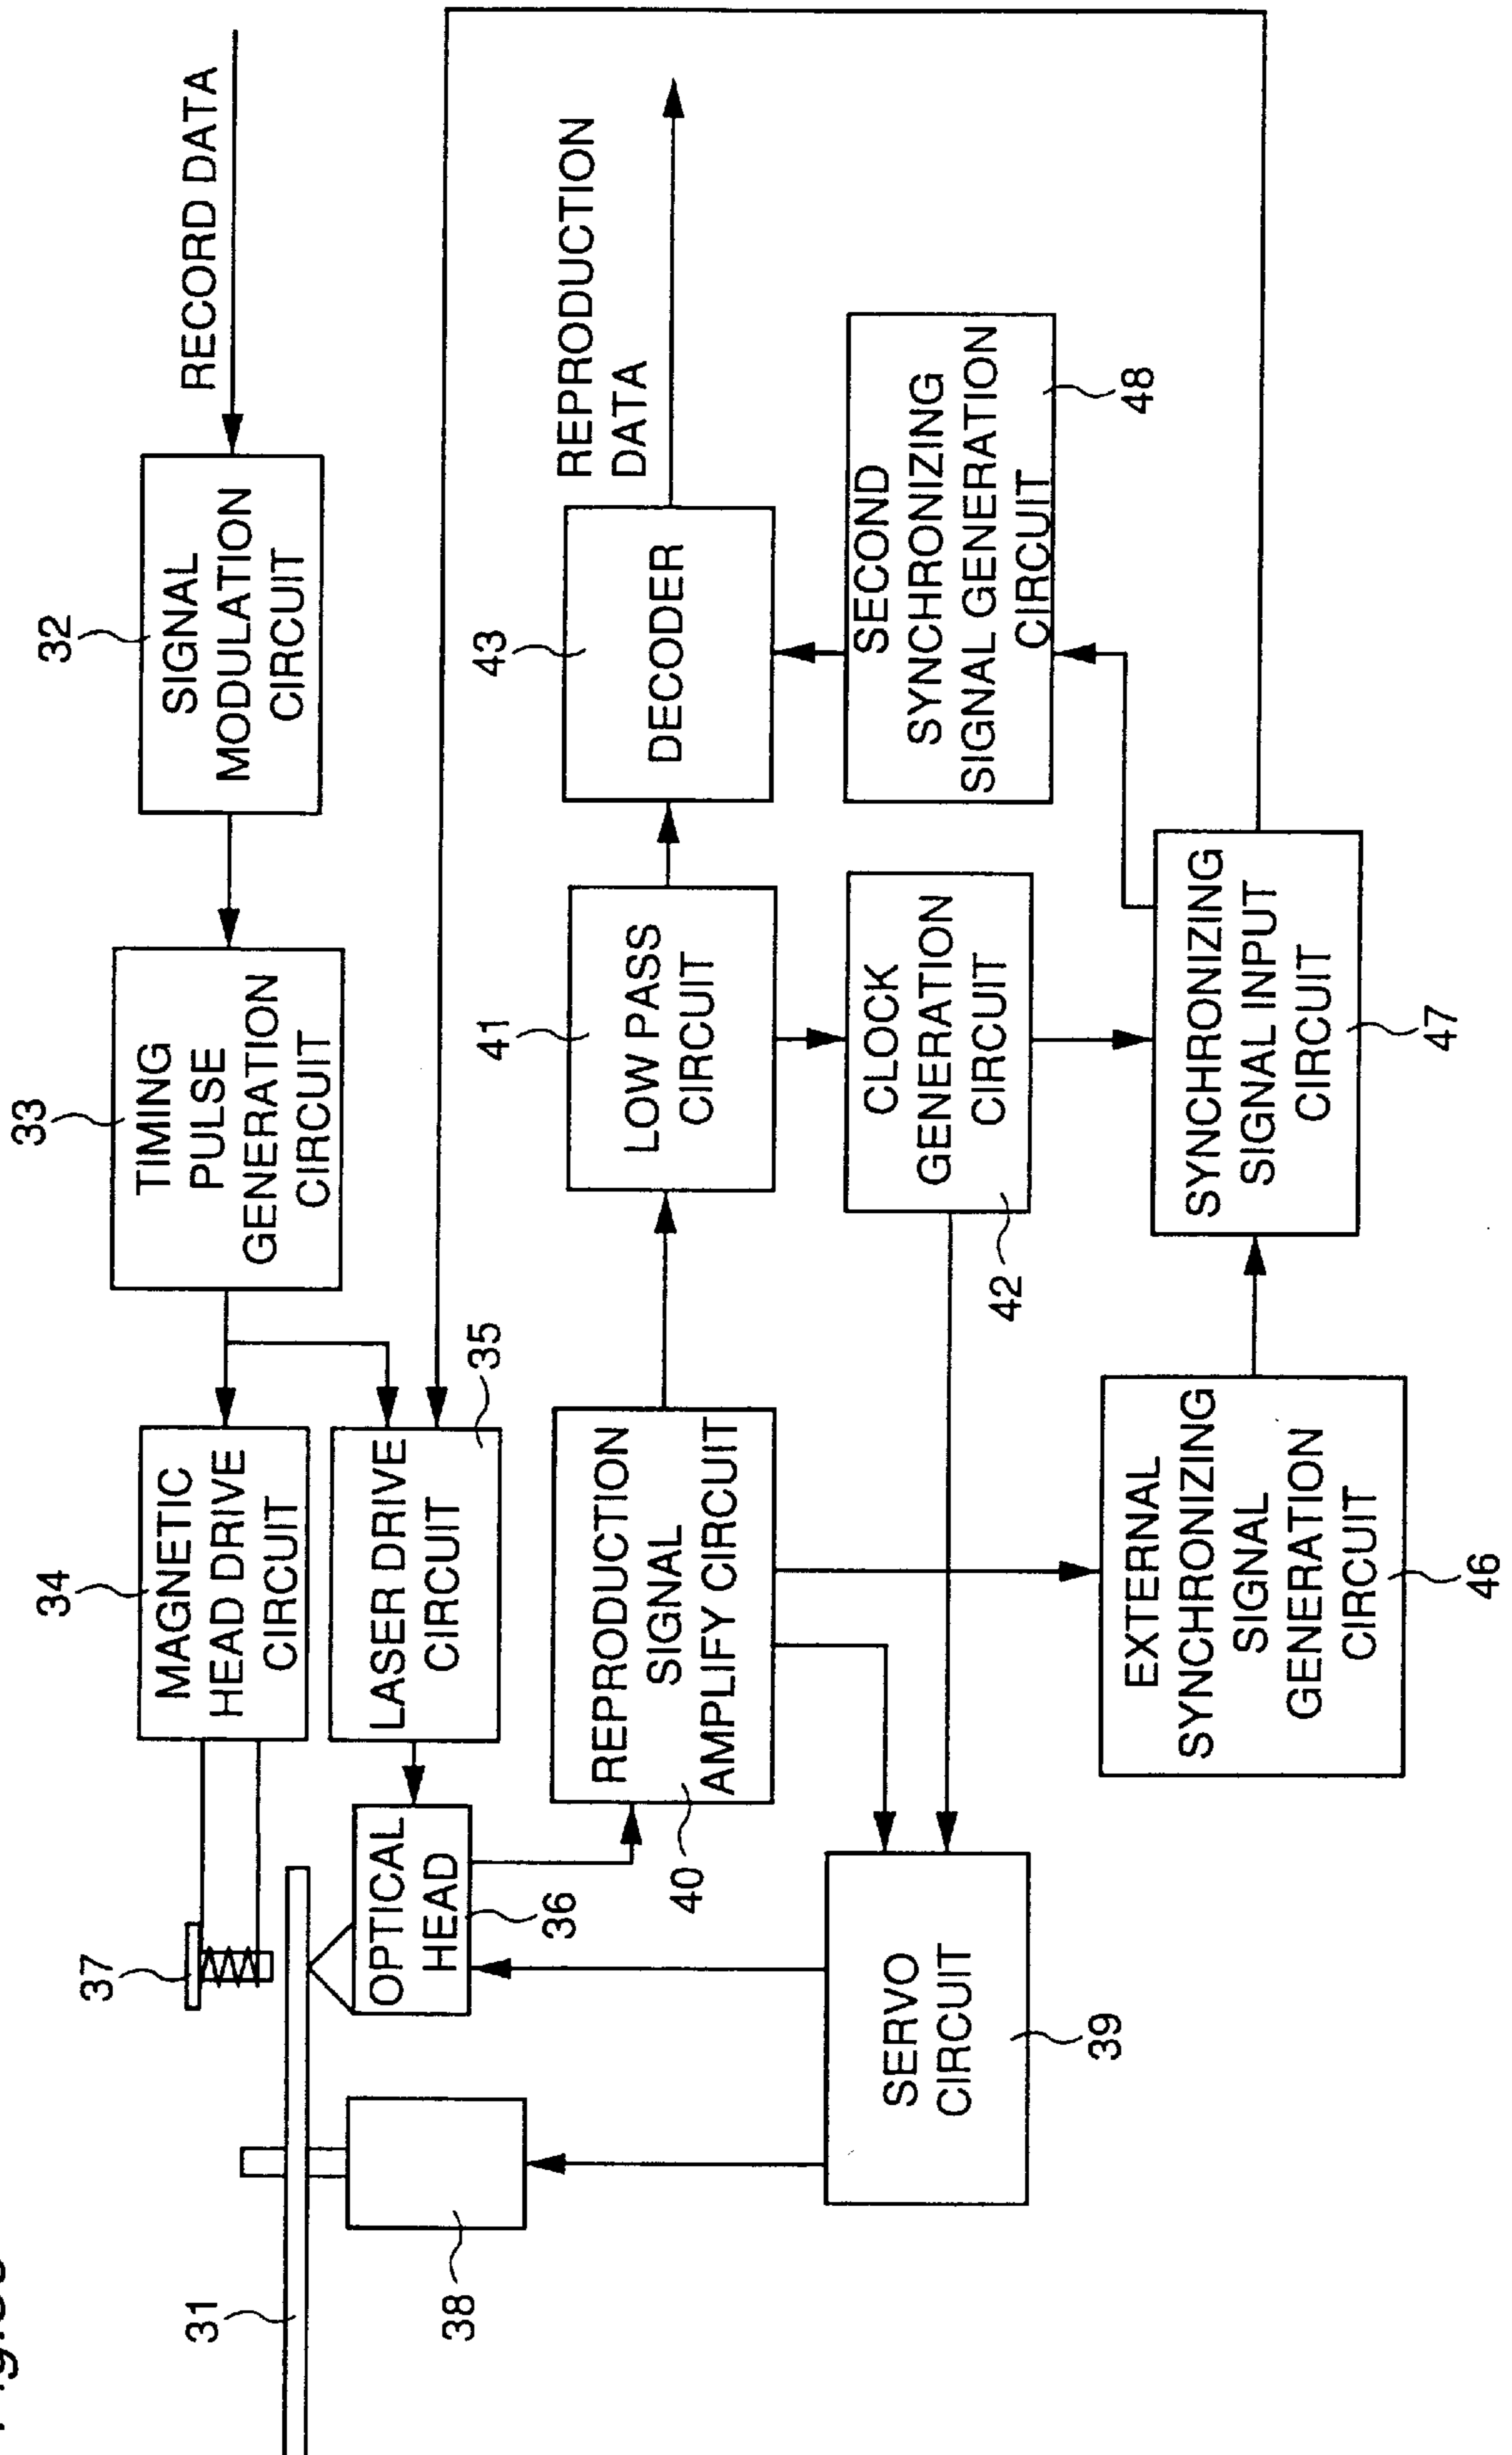 RECORD DATA
32
SIGNAL
MODULATION
CIRCUIT
33
TIMING
PULSE
GENERATION
CIRCUIT
34
MAGNETIC
HEAD DRIVE
CIRCUIT
35
LASER DRIVE
CIRCUIT
37
OPTICAL
HEAD
36
31
38
REPRODUCTION
DATA
43
DECODER
41
LOW PASS
CIRCUIT
REPRODUCTION
SIGNAL
AMPLIFY CIRCUIT
40
SECOND
SYNCHRONIZING
SIGNAL GENERATION
CIRCUIT
48
CLOCK
GENERATION
CIRCUIT
42
SERVO
CIRCUIT
39
SYNCHRONIZING
SIGNAL INPUT
CIRCUIT
47
EXTERNAL
SYNCHRONIZING
SIGNAL
GENERATION
CIRCUIT
46